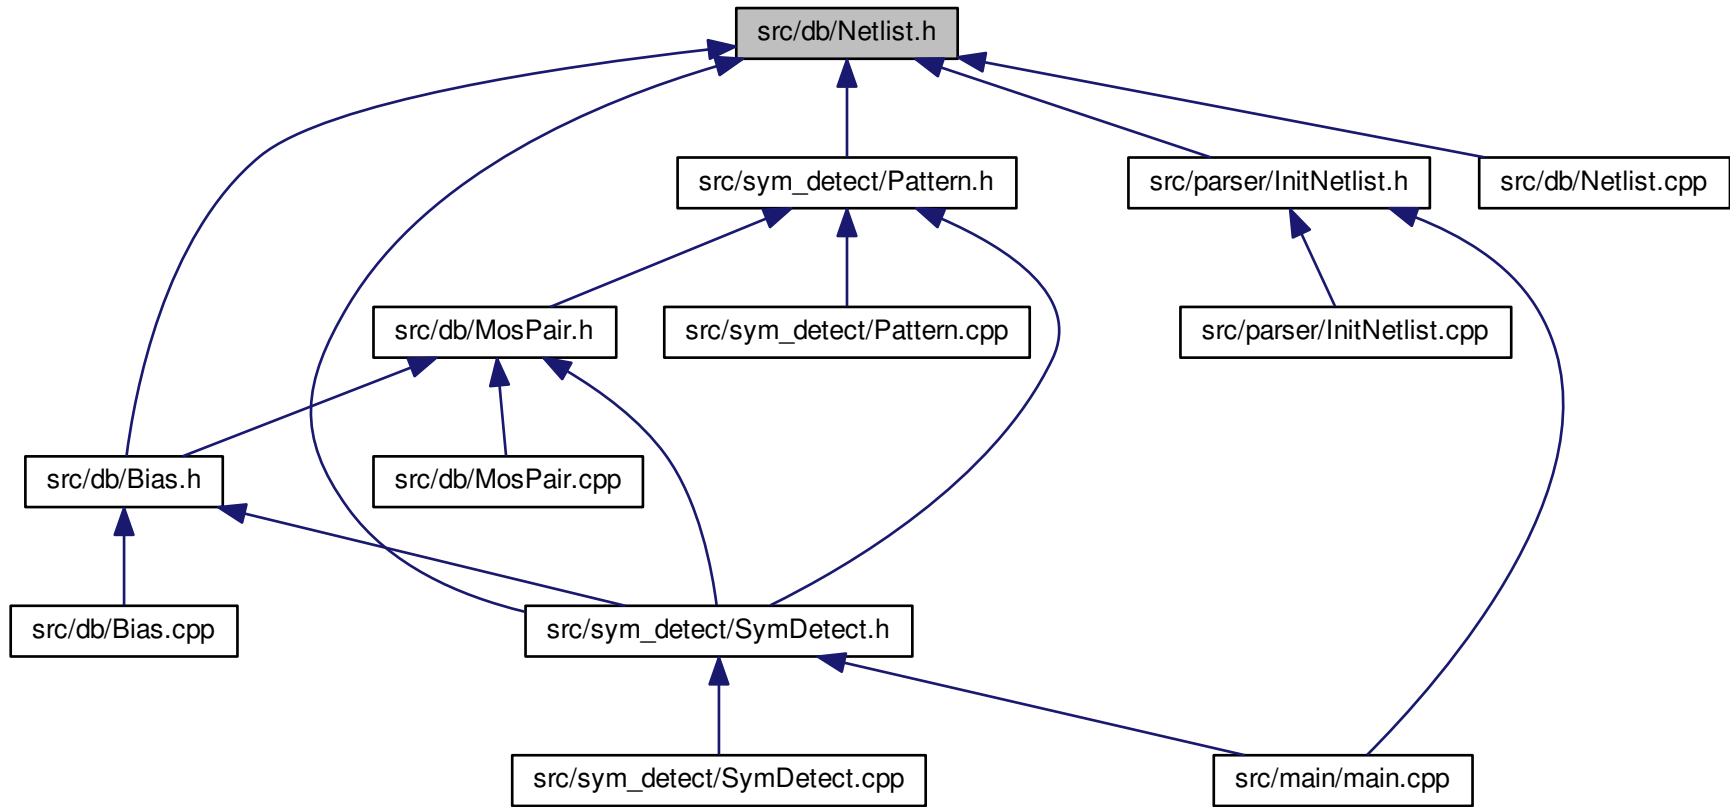 src/db/Netlist.h
src/sym_detect/Pattern.h
src/parser/InitNetlist.h
src/db/Netlist.cpp
src/db/MosPair.h
src/sym_detect/Pattern.cpp
src/parser/InitNetlist.cpp
src/db/Bias.h
src/db/MosPair.cpp
src/db/Bias.cpp
src/sym_detect/SymDetect.h
src/sym_detect/SymDetect.cpp
src/main/main.cpp